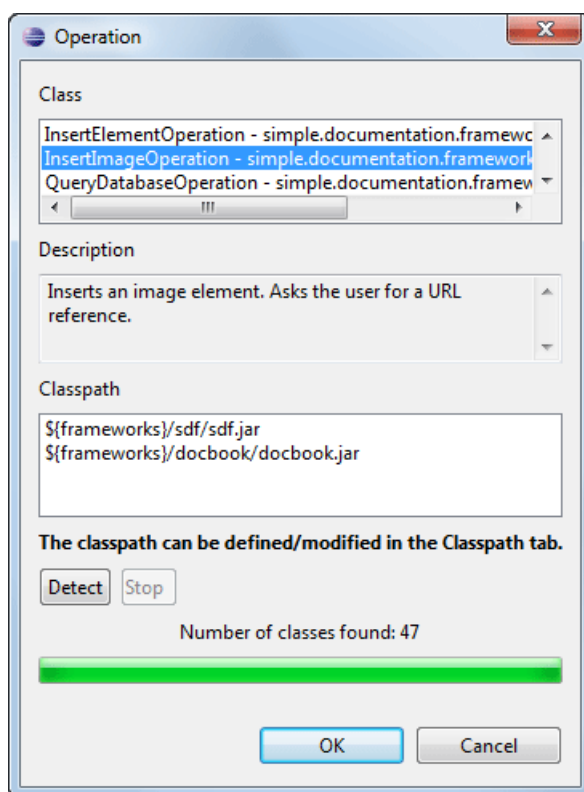 Operation
Class
InsertElementOperation - simple.documentation.framewc
InsertImageOperation - simple.documentation.framework
QueryDatabaseOperation - simple.documentation.framew
Description
Inserts an image element. Asks the user for a URL
reference.
Classpath
${frameworks}/sdf/sdf.jar
${frameworks}/docbook/docbook.jar
The classpath can be defined/modified in the Classpath tab.
Detect Stop
Number of classes found: 47
OK Cancel